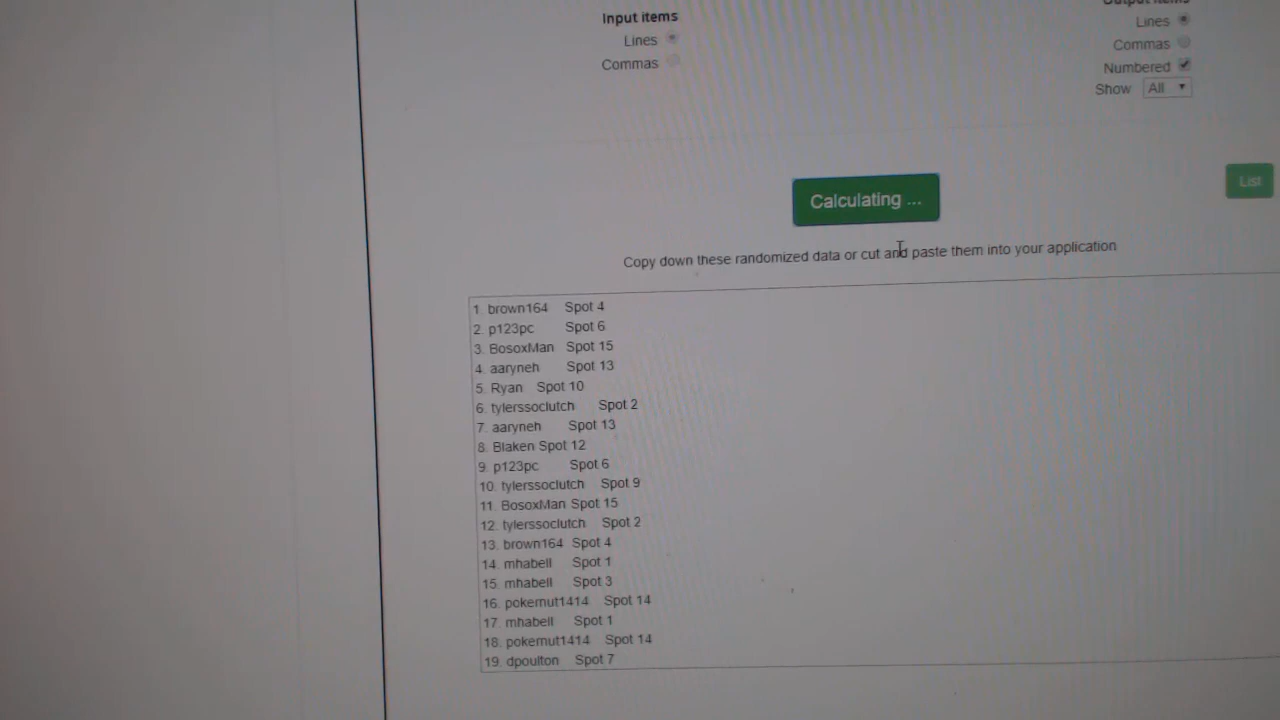 Input items
Lines
Commas
Output items
Lines
Commas
Numbered
Show All
Calculating ...
List
Copy down these randomized data or cut and paste them into your application
1. brown164 Spot 4
2. p123pc Spot 6
3. BosoxMan Spot 15
4. aaryneh Spot 13
5. Ryan Spot 10
6. tylerssoclutch Spot 2
7. aaryneh Spot 13
8. Blaken Spot 12
9. p123pc Spot 6
10. tylerssoclutch Spot 9
11. BosoxMan Spot 15
12. tylerssoclutch Spot 2
13. brown164 Spot 4
14. mhabell Spot 1
15. mhabell Spot 3
16. pokernut1414 Spot 14
17. mhabell Spot 1
18. pokernut1414 Spot 14
19. dpoulton Spot 7